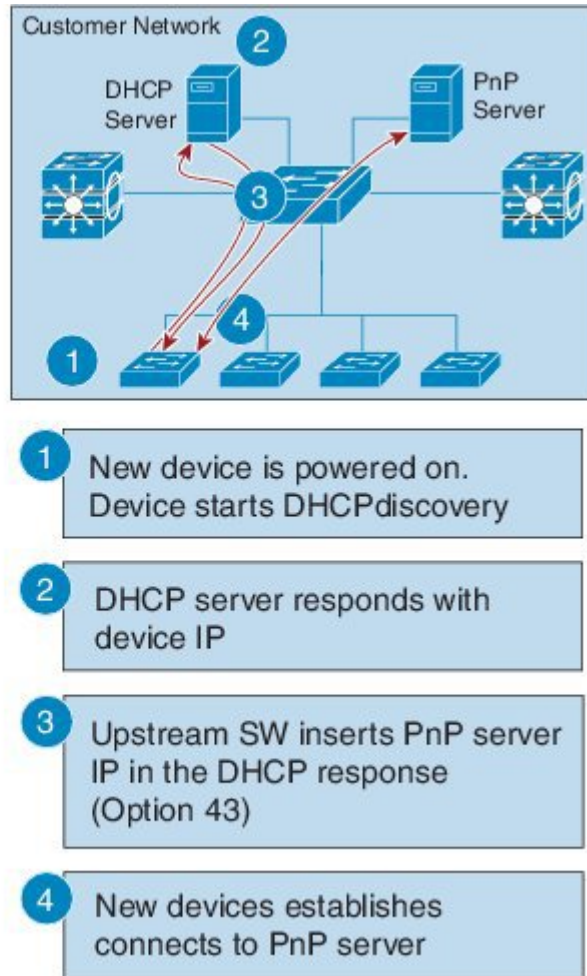 Customer Network
2
DHCP
Server
PnP
Server
3
4
1
1
New device is powered on.
Device starts DHCPdiscovery
2
DHCP server responds with
device IP
3
Upstream SW inserts PnP server
IP in the DHCP response
(Option 43)
4
New devices establishes
connects to PnP server